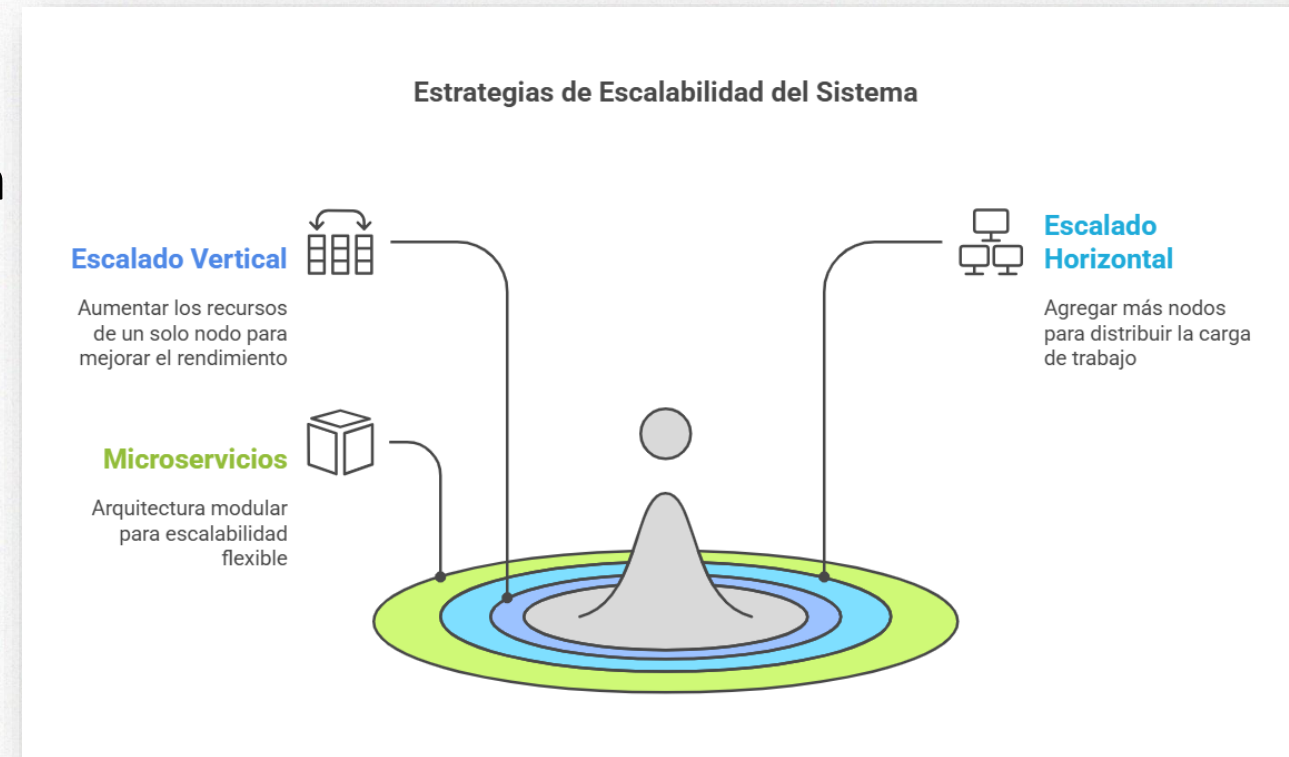 Estrategias de Escalabilidad del Sistema
Escalado Vertical
Aumentar los recursos
de un solo nodo para
mejorar el rendimiento
Escalado
Horizontal
Agregar más nodos
para distribuir la carga
de trabajo
Microservicios
Arquitectura modular
para escalabilidad
flexible